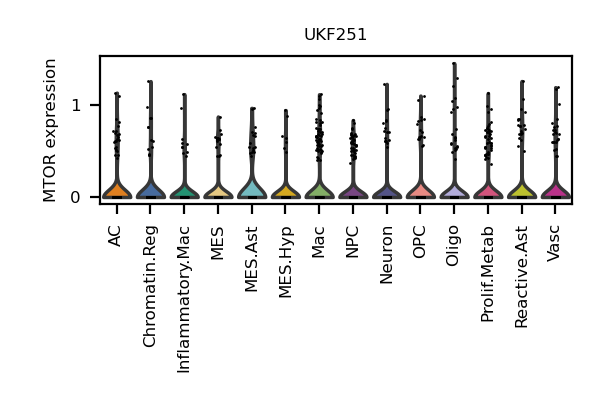 UKF251
MTOR expression
1
0
AC
Chromatin.Reg
Inflammatory.Mac
MES
MES.Ast
MES.Hyp
Mac
NPC
Neuron
OPC
Oligo
Prolif.Metab
Reactive.Ast
Vasc